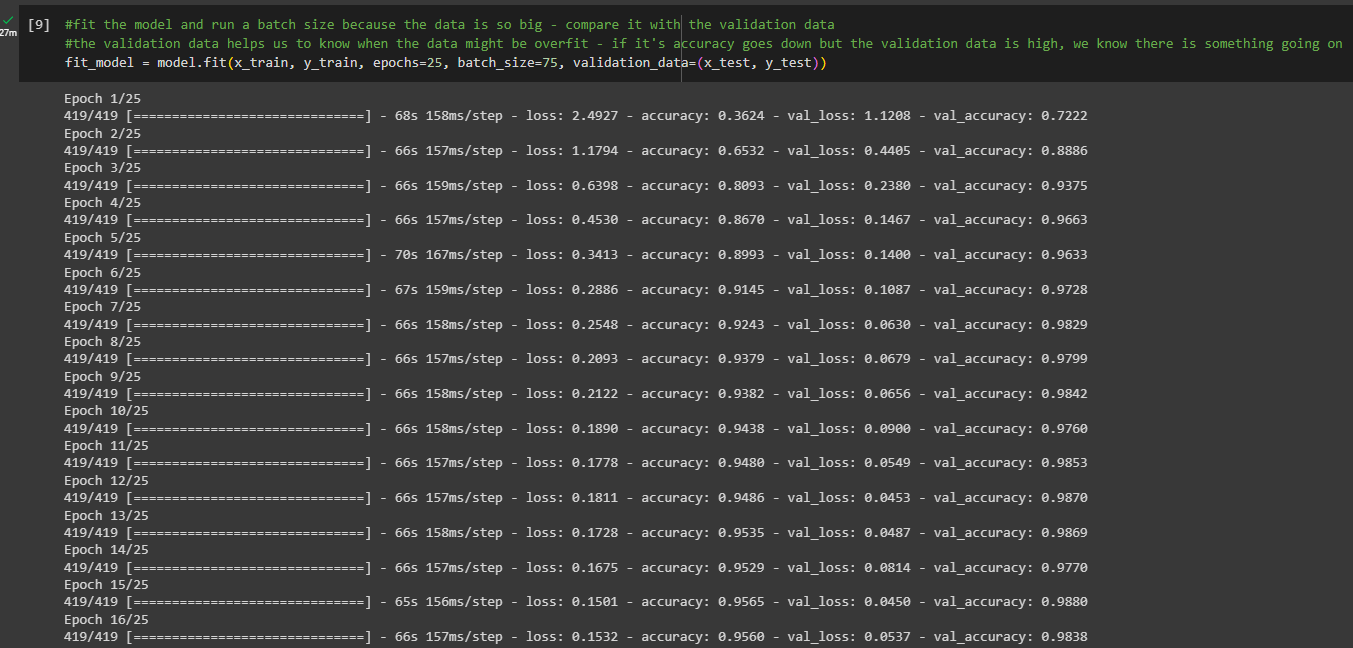 [9] #fit the model and run a batch size because the data is so big - compare it with the validation data
27m #the validation data helps us to know when the data might be overfit - if it's accuracy goes down but the validation data is high, we know there is something going on
fit_model = model.fit(x_train, y_train, epochs=25, batch_size=75, validation_data=(x_test, y_test))
Epoch 1/25
419/419 [==============================] - 68s 158ms/step - loss: 2.4927 - accuracy: 0.3624 - val_loss: 1.1208 - val_accuracy: 0.7222
Epoch 2/25
419/419 [==============================] - 66s 157ms/step - loss: 1.1794 - accuracy: 0.6532 - val_loss: 0.4405 - val_accuracy: 0.8886
Epoch 3/25
419/419 [==============================] - 66s 159ms/step - loss: 0.6398 - accuracy: 0.8093 - val_loss: 0.2380 - val_accuracy: 0.9375
Epoch 4/25
419/419 [==============================] - 66s 157ms/step - loss: 0.4530 - accuracy: 0.8670 - val_loss: 0.1467 - val_accuracy: 0.9663
Epoch 5/25
419/419 [==============================] - 70s 167ms/step - loss: 0.3413 - accuracy: 0.8993 - val_loss: 0.1400 - val_accuracy: 0.9633
Epoch 6/25
419/419 [==============================] - 67s 159ms/step - loss: 0.2886 - accuracy: 0.9145 - val_loss: 0.1087 - val_accuracy: 0.9728
Epoch 7/25
419/419 [==============================] - 66s 158ms/step - loss: 0.2548 - accuracy: 0.9243 - val_loss: 0.0630 - val_accuracy: 0.9829
Epoch 8/25
419/419 [==============================] - 66s 157ms/step - loss: 0.2093 - accuracy: 0.9379 - val_loss: 0.0679 - val_accuracy: 0.9799
Epoch 9/25
419/419 [==============================] - 66s 158ms/step - loss: 0.2122 - accuracy: 0.9382 - val_loss: 0.0656 - val_accuracy: 0.9842
Epoch 10/25
419/419 [==============================] - 66s 158ms/step - loss: 0.1890 - accuracy: 0.9438 - val_loss: 0.0900 - val_accuracy: 0.9760
Epoch 11/25
419/419 [==============================] - 66s 157ms/step - loss: 0.1778 - accuracy: 0.9480 - val_loss: 0.0549 - val_accuracy: 0.9853
Epoch 12/25
419/419 [==============================] - 66s 157ms/step - loss: 0.1811 - accuracy: 0.9486 - val_loss: 0.0453 - val_accuracy: 0.9870
Epoch 13/25
419/419 [==============================] - 66s 158ms/step - loss: 0.1728 - accuracy: 0.9535 - val_loss: 0.0487 - val_accuracy: 0.9869
Epoch 14/25
419/419 [==============================] - 66s 157ms/step - loss: 0.1675 - accuracy: 0.9529 - val_loss: 0.0814 - val_accuracy: 0.9770
Epoch 15/25
419/419 [==============================] - 65s 156ms/step - loss: 0.1501 - accuracy: 0.9565 - val_loss: 0.0450 - val_accuracy: 0.9880
Epoch 16/25
419/419 [==============================] - 66s 157ms/step - loss: 0.1532 - accuracy: 0.9560 - val_loss: 0.0537 - val_accuracy: 0.9838